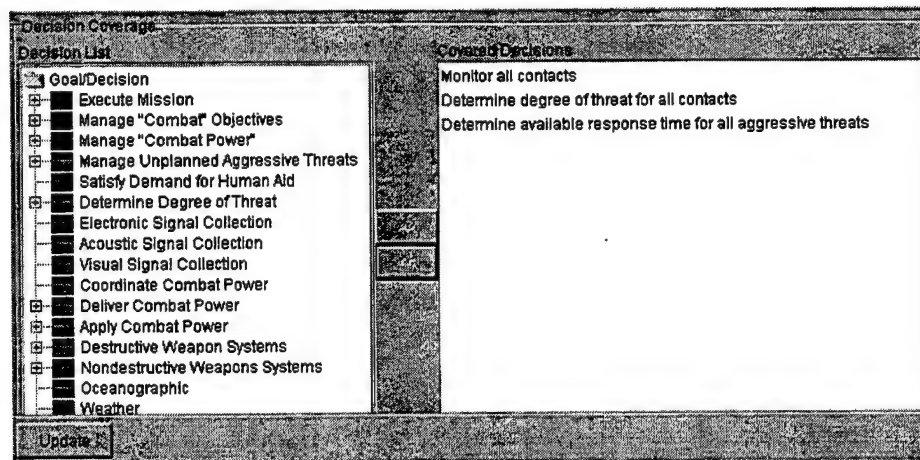 Decision Coverage
Decision List
Goal/Decision
Execute Mission
Manage "Combat" Objectives
Manage "Combat Power"
Manage Unplanned Aggressive Threats
Satisfy Demand for Human Aid
Determine Degree of Threat
Electronic Signal Collection
Acoustic Signal Collection
Visual Signal Collection
Coordinate Combat Power
Deliver Combat Power
Apply Combat Power
Destructive Weapon Systems
Nondestructive Weapons Systems
Oceanographic
Weather
Covered Decisions
Monitor all contacts
Determine degree of threat for all contacts
Determine available response time for all aggressive threats
Update